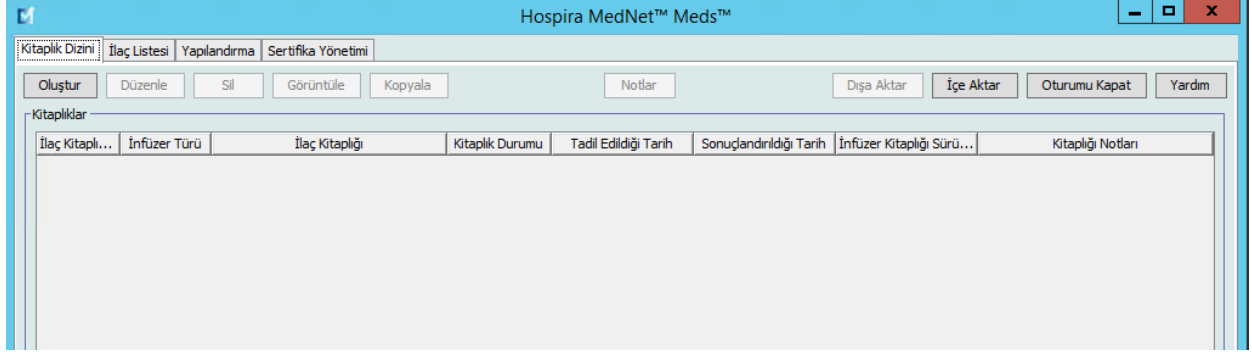 Hospira MedNet™ Meds™
Kitaplık Dizini İlaç Listesi Yapılandırma Sertifika Yönetimi
Oluştur Düzenle Sil Görüntüle Kopyala Notlar Dışa Aktar İçe Aktar Oturumu Kapat Yardım
Kitaplıklar
İlaç Kitaplı... İnfüzer Türü İlaç Kitaplığı Kitaplık Durumu Tadil Edildiği Tarih Sonuçlandırıldığı Tarih İnfüzer Kitaplığı Sürü... Kitaplığı Notları